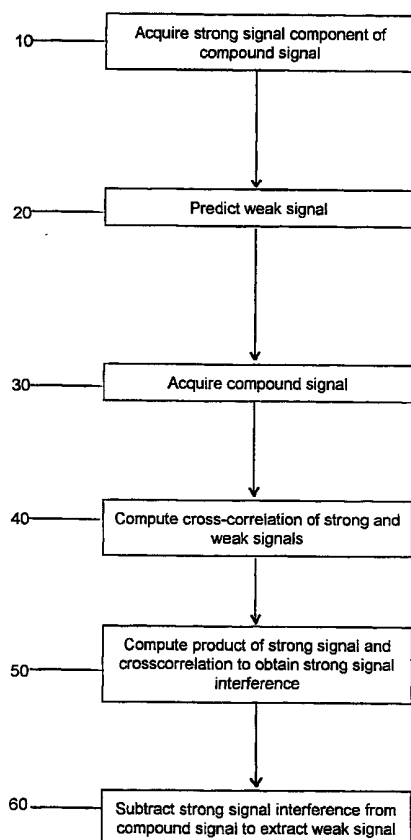 10
Acquire strong signal component of
compound signal
20
Predict weak signal
30
Acquire compound signal
40
Compute cross-correlation of strong and
weak signals
50
Compute product of strong signal and
crosscorrelation to obtain strong signal
interference
60
Subtract strong signal interference from
compound signal to extract weak signal